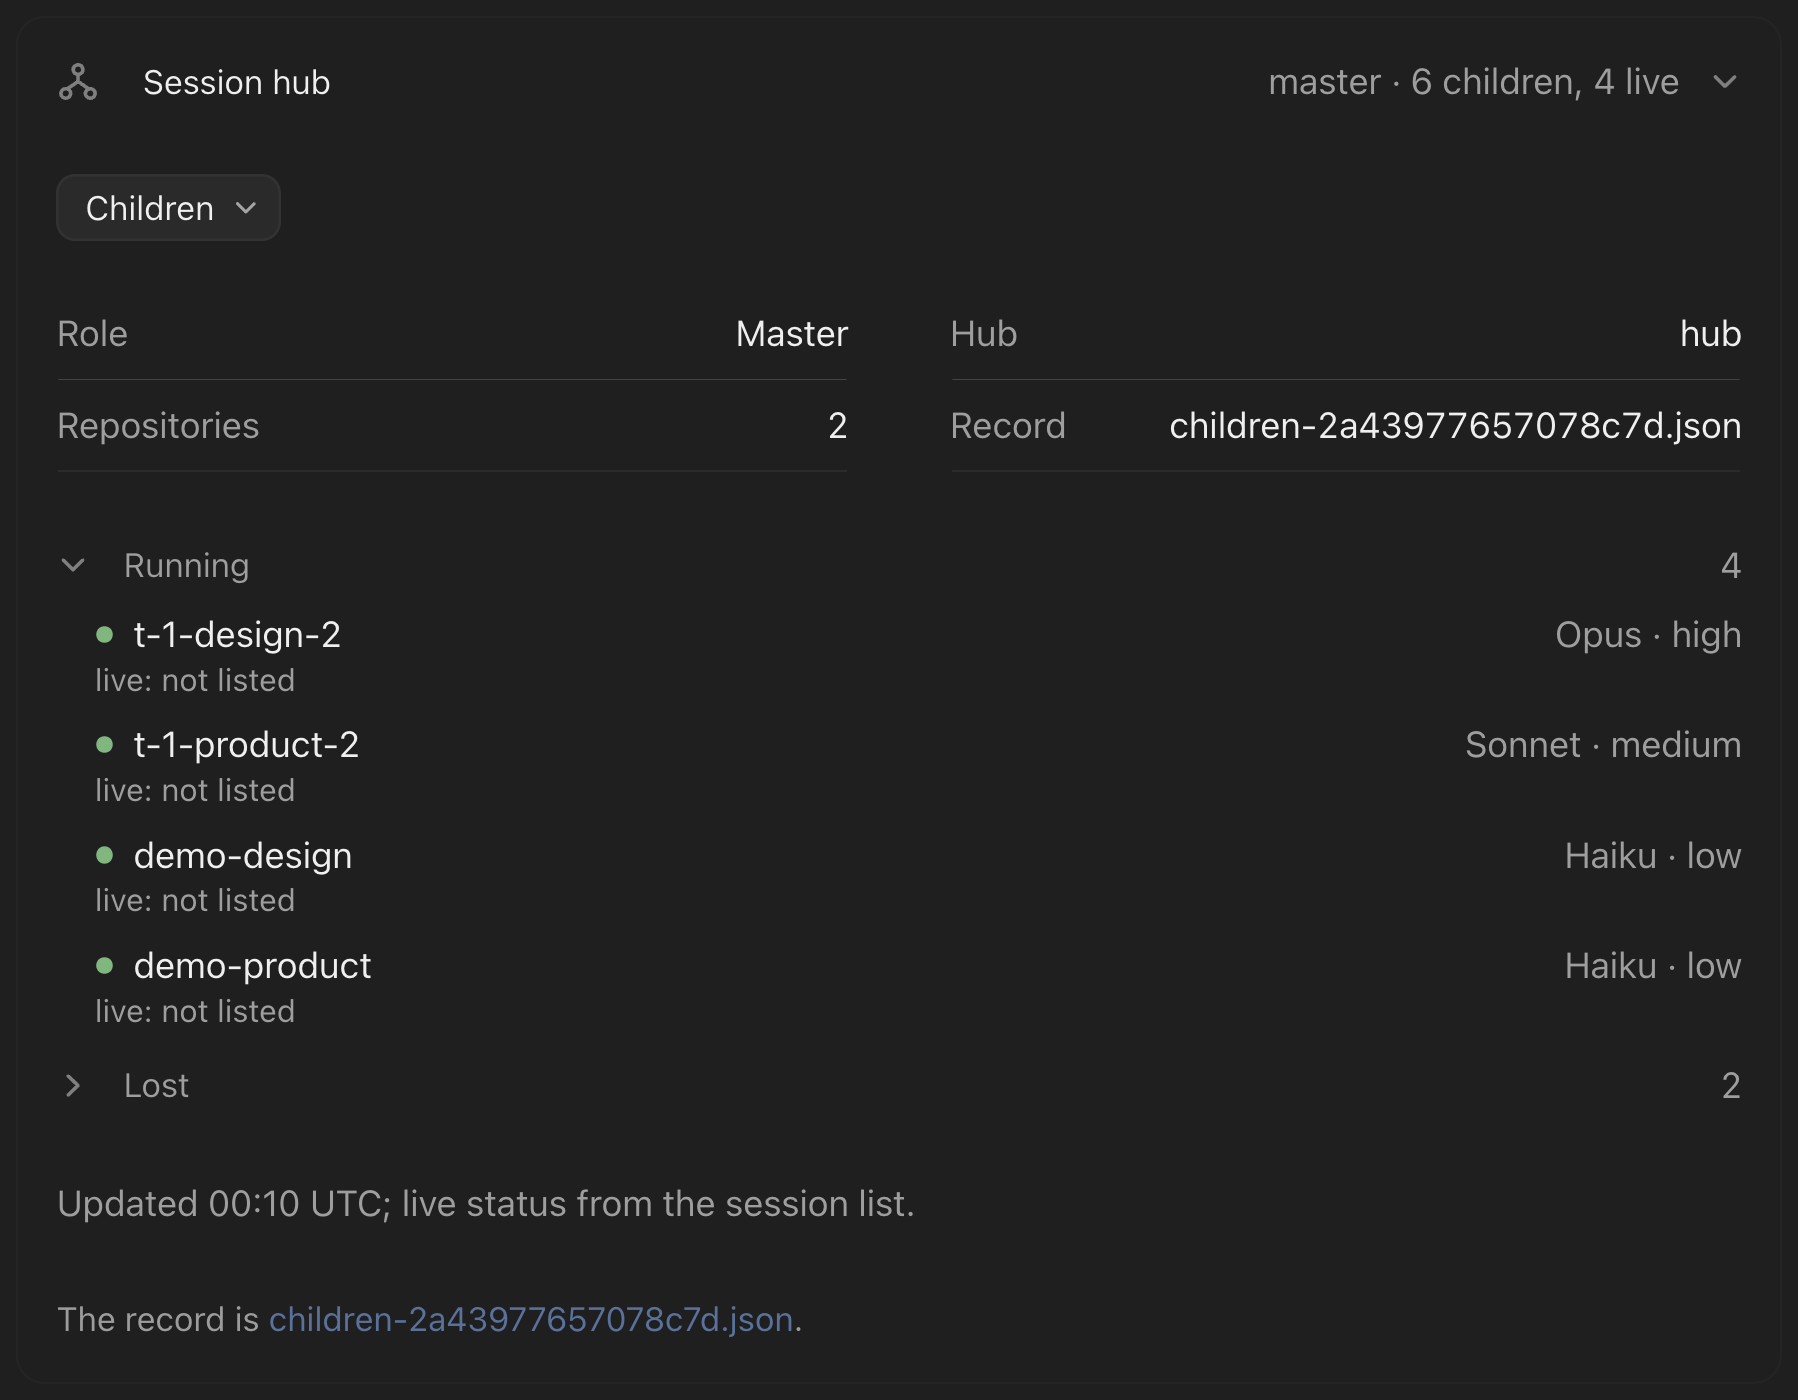 Session hub
master · 6 children, 4 live
Children
Role Master
Hub hub
Repositories 2
Record children-2a43977657078c7d.json
Running 4
t-1-design-2 Opus · high
live: not listed
t-1-product-2 Sonnet · medium
live: not listed
demo-design Haiku · low
live: not listed
demo-product Haiku · low
live: not listed
Lost 2
Updated 00:10 UTC; live status from the session list.
The record is children-2a43977657078c7d.json.